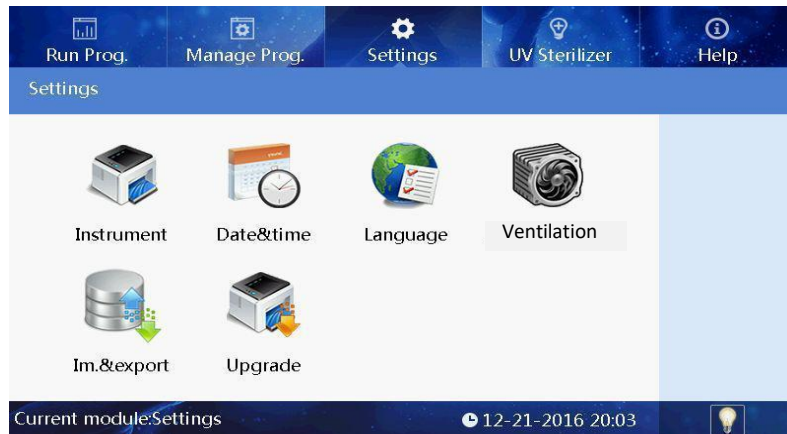 Run Prog. Manage Prog. Settings UV Sterilizer Help
Settings
Instrument Date&time Language Ventilation
Im.&export Upgrade
Current module:Settings 12-21-2016 20:03